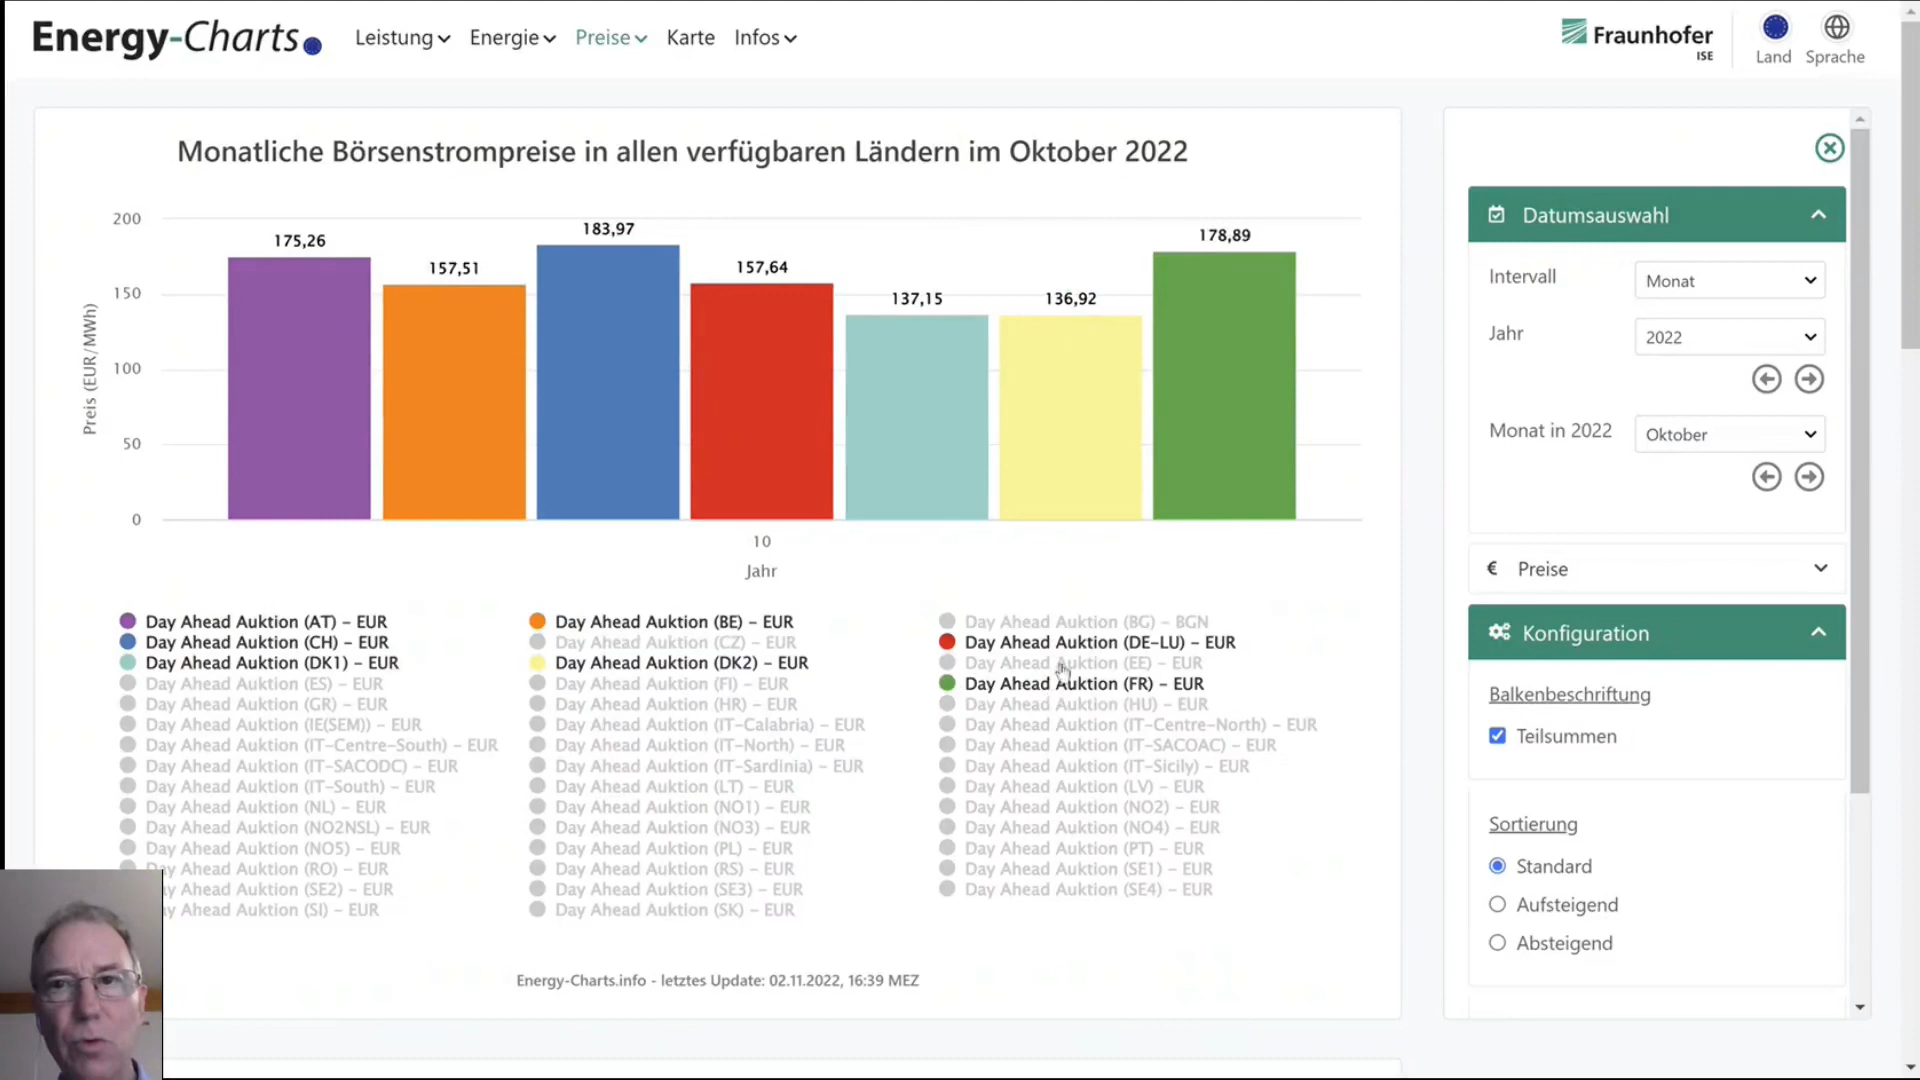 Energy-Charts
Leistung
Energie
Preise
Karte
Infos
Fraunhofer
ISE
Land
Sprache
Monatliche Börsenstrompreise in allen verfügbaren Ländern im Oktober 2022
Preis (EUR/MWh)
200
150
100
50
0
175,26
157,51
183,97
157,64
137,15
136,92
178,89
10
Jahr
Day Ahead Auktion (AT) – EUR
Day Ahead Auktion (BE) – EUR
Day Ahead Auktion (BG) – BGN
Day Ahead Auktion (CH) – EUR
Day Ahead Auktion (CZ) – EUR
Day Ahead Auktion (DE-LU) – EUR
Day Ahead Auktion (DK1) – EUR
Day Ahead Auktion (DK2) – EUR
Day Ahead Auktion (EE) – EUR
Day Ahead Auktion (ES) – EUR
Day Ahead Auktion (FI) – EUR
Day Ahead Auktion (FR) – EUR
Day Ahead Auktion (GR) – EUR
Day Ahead Auktion (HR) – EUR
Day Ahead Auktion (HU) – EUR
Day Ahead Auktion (IE(SEM)) – EUR
Day Ahead Auktion (IT-Calabria) – EUR
Day Ahead Auktion (IT-Centre-North) – EUR
Day Ahead Auktion (IT-Centre-South) – EUR
Day Ahead Auktion (IT-North) – EUR
Day Ahead Auktion (IT-SACOAC) – EUR
Day Ahead Auktion (IT-SACODC) – EUR
Day Ahead Auktion (IT-Sardinia) – EUR
Day Ahead Auktion (IT-Sicily) – EUR
Day Ahead Auktion (IT-South) – EUR
Day Ahead Auktion (LT) – EUR
Day Ahead Auktion (LV) – EUR
Day Ahead Auktion (NL) – EUR
Day Ahead Auktion (NO1) – EUR
Day Ahead Auktion (NO2) – EUR
Day Ahead Auktion (NO2NSL) – EUR
Day Ahead Auktion (NO3) – EUR
Day Ahead Auktion (NO4) – EUR
Day Ahead Auktion (NO5) – EUR
Day Ahead Auktion (PL) – EUR
Day Ahead Auktion (PT) – EUR
ay Ahead Auktion (RO) – EUR
Day Ahead Auktion (RS) – EUR
Day Ahead Auktion (SE1) – EUR
ay Ahead Auktion (SE2) – EUR
Day Ahead Auktion (SE3) – EUR
Day Ahead Auktion (SE4) – EUR
ay Ahead Auktion (SI) – EUR
Day Ahead Auktion (SK) – EUR
Energy-Charts.info - letztes Update: 02.11.2022, 16:39 MEZ
Datumsauswahl
Intervall
Monat
Jahr
2022
Monat in 2022
Oktober
€ Preise
Konfiguration
Balkenbeschriftung
Teilsummen
Sortierung
Standard
Aufsteigend
Absteigend